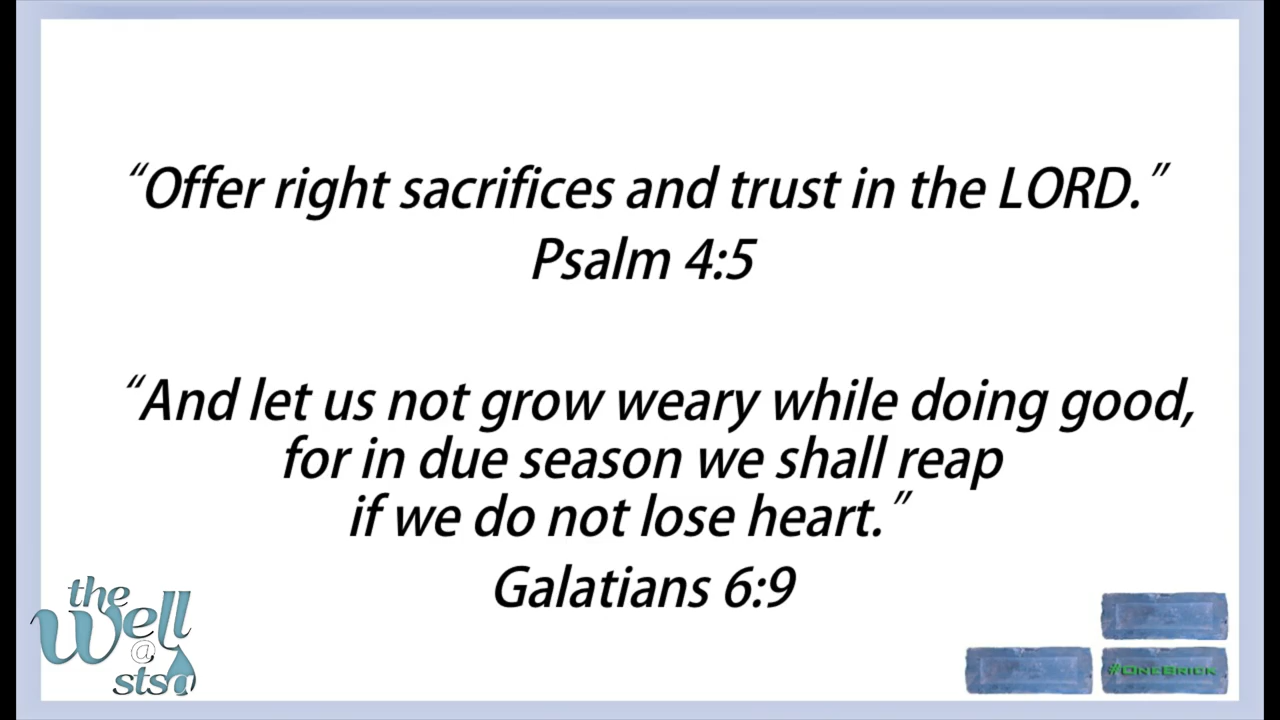 “Offer right sacrifices and trust in the LORD.”
Psalm 4:5
“And let us not grow weary while doing good,
for in due season we shall reap
if we do not lose heart.”
Galatians 6:9
the
Well
@
stsa
#OneBrick